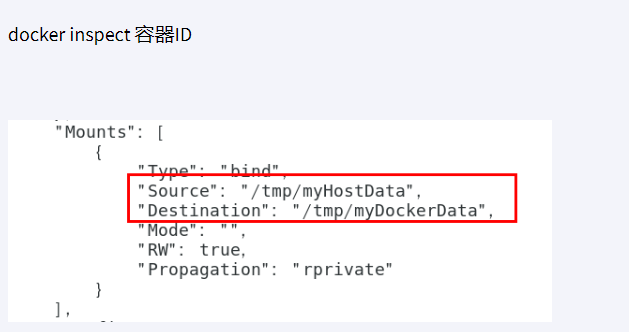 docker inspect 容器ID
"Mounts": [
{
"Type": "bind",
"Source": "/tmp/myHostData",
"Destination": "/tmp/myDockerData",
"Mode": "",
"RW": true,
"Propagation": "rprivate"
}
],